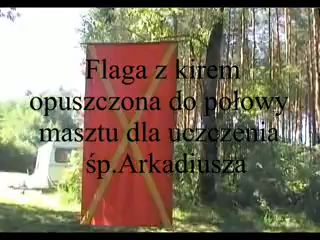 Flaga z kirem
opuszczona do połowy
masztu dla uczczenia
śp.Arkadiusza